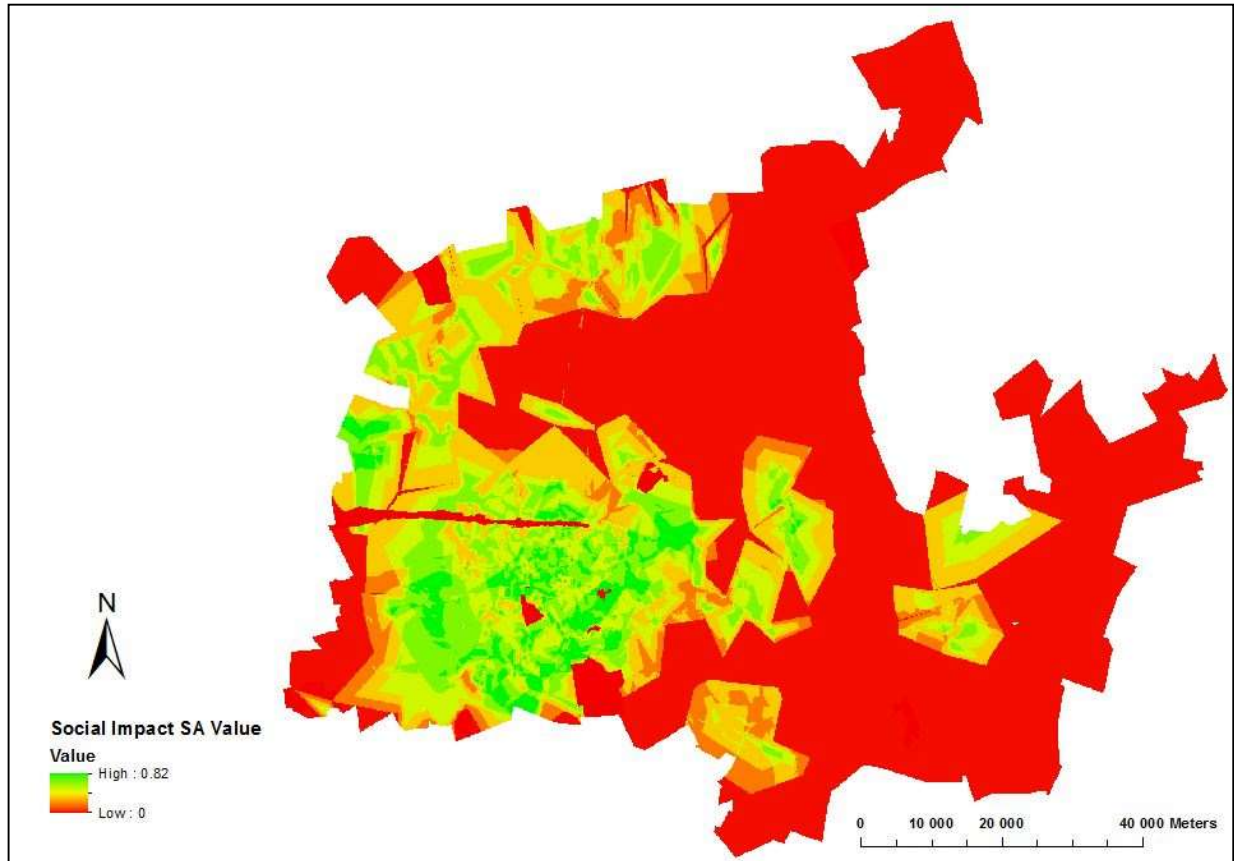 N
Social Impact SA Value
Value
High : 0.82
Low : 0
0 10 000 20 000 40 000 Meters